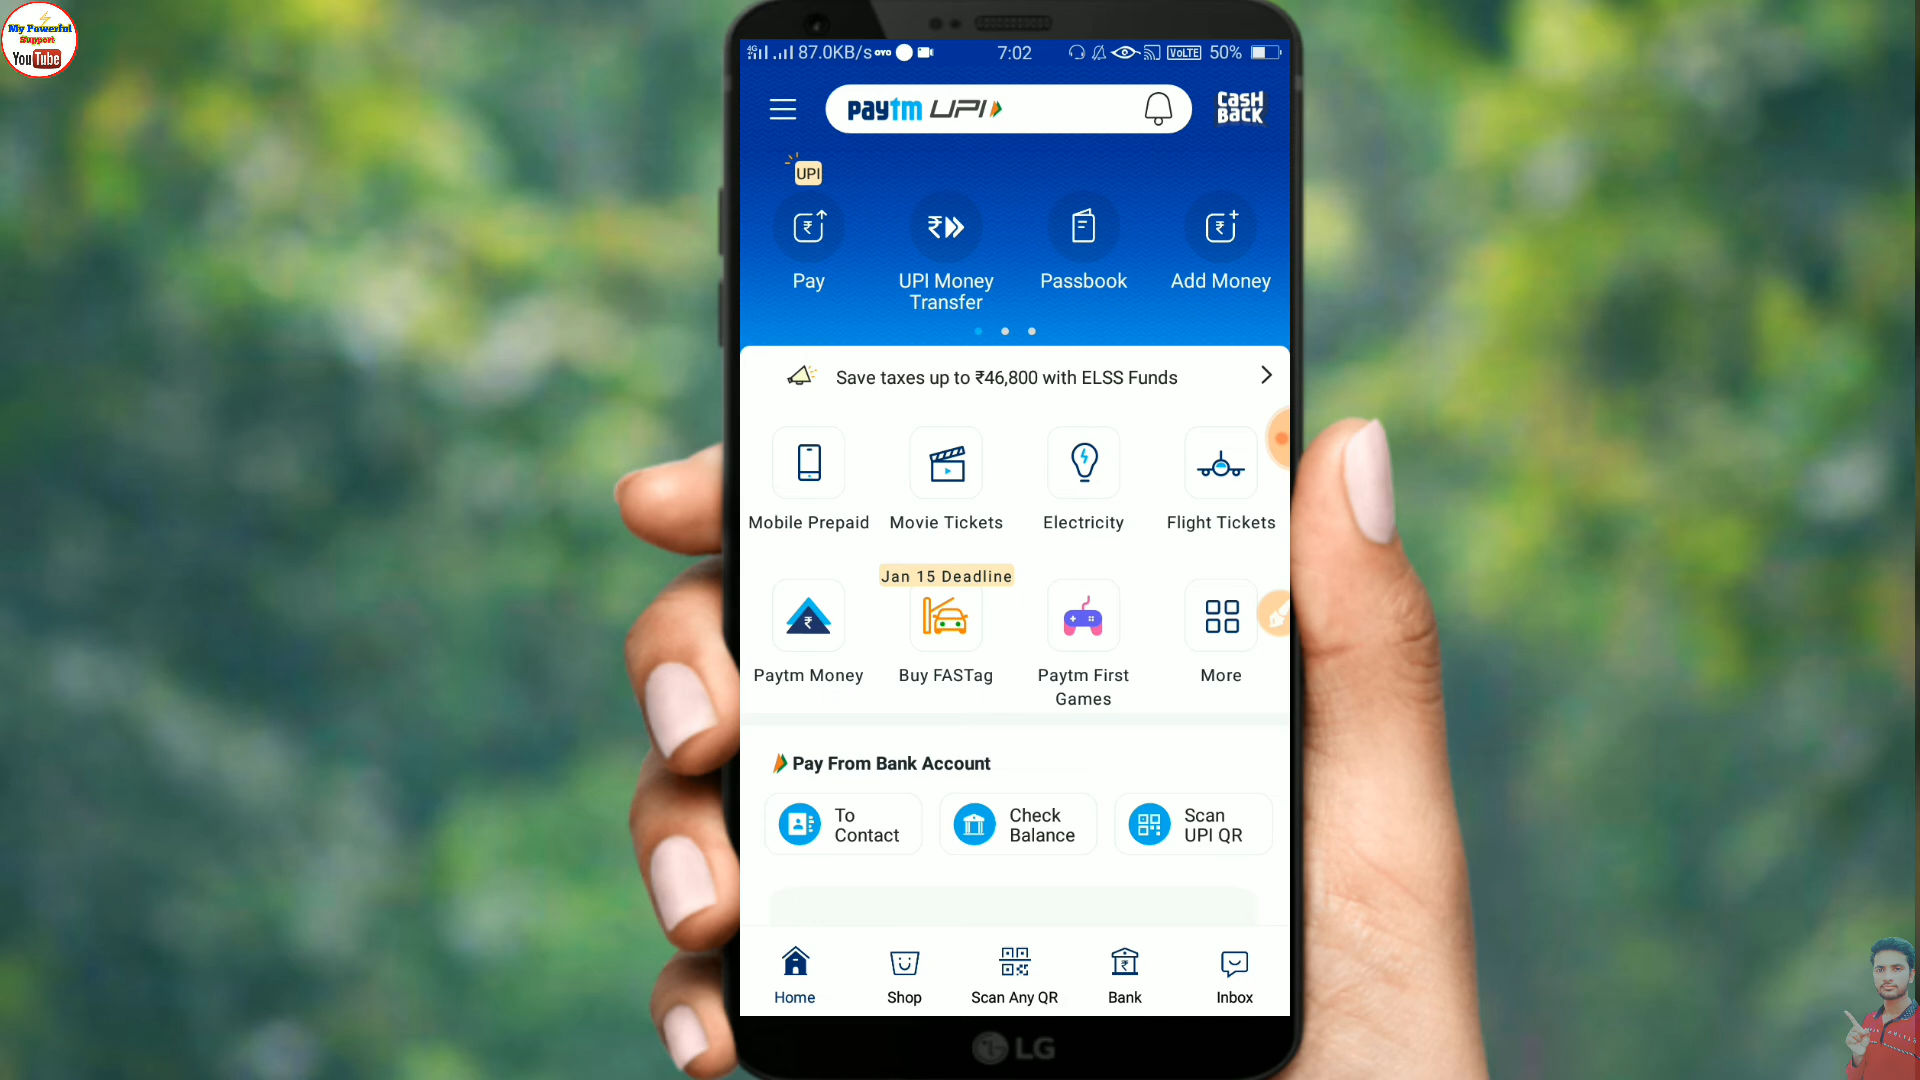 My Powerful
Support
YouTube
4G 87.0KB/s OYO 7:02 VoLTE 50%
paytm UPI
CASH
BACK
UPI
Pay
UPI Money
Transfer
Passbook
Add Money
Save taxes up to ₹46,800 with ELSS Funds
Mobile Prepaid
Movie Tickets
Electricity
Flight Tickets
Jan 15 Deadline
Paytm Money
Buy FASTag
Paytm First
Games
More
Pay From Bank Account
To
Contact
Check
Balance
Scan
UPI QR
Home
Shop
Scan Any QR
Bank
Inbox
LG